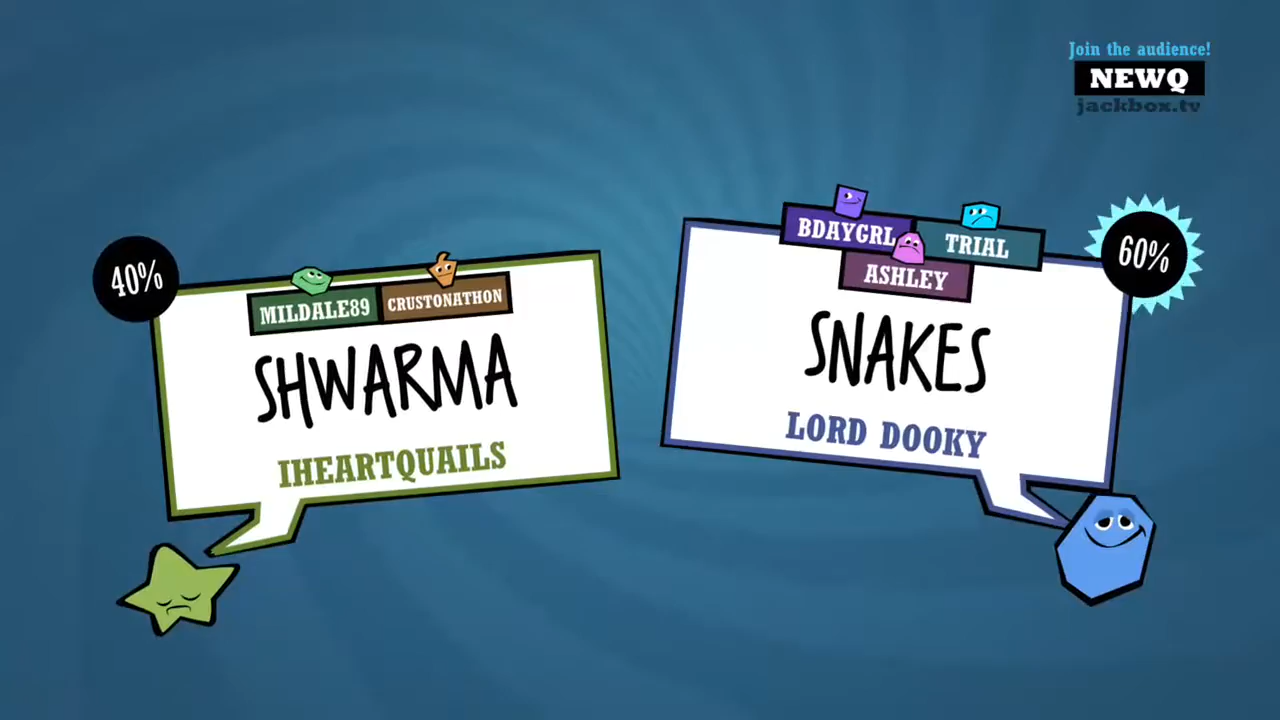 Join the audience!
NEWQ
jackbox.tv
40%
MILDALE89
CRUSTONATHON
SHWARMA
IHEARTQUAILS
BDAYGRL
TRIAL
ASHLEY
60%
SNAKES
LORD DOOKY